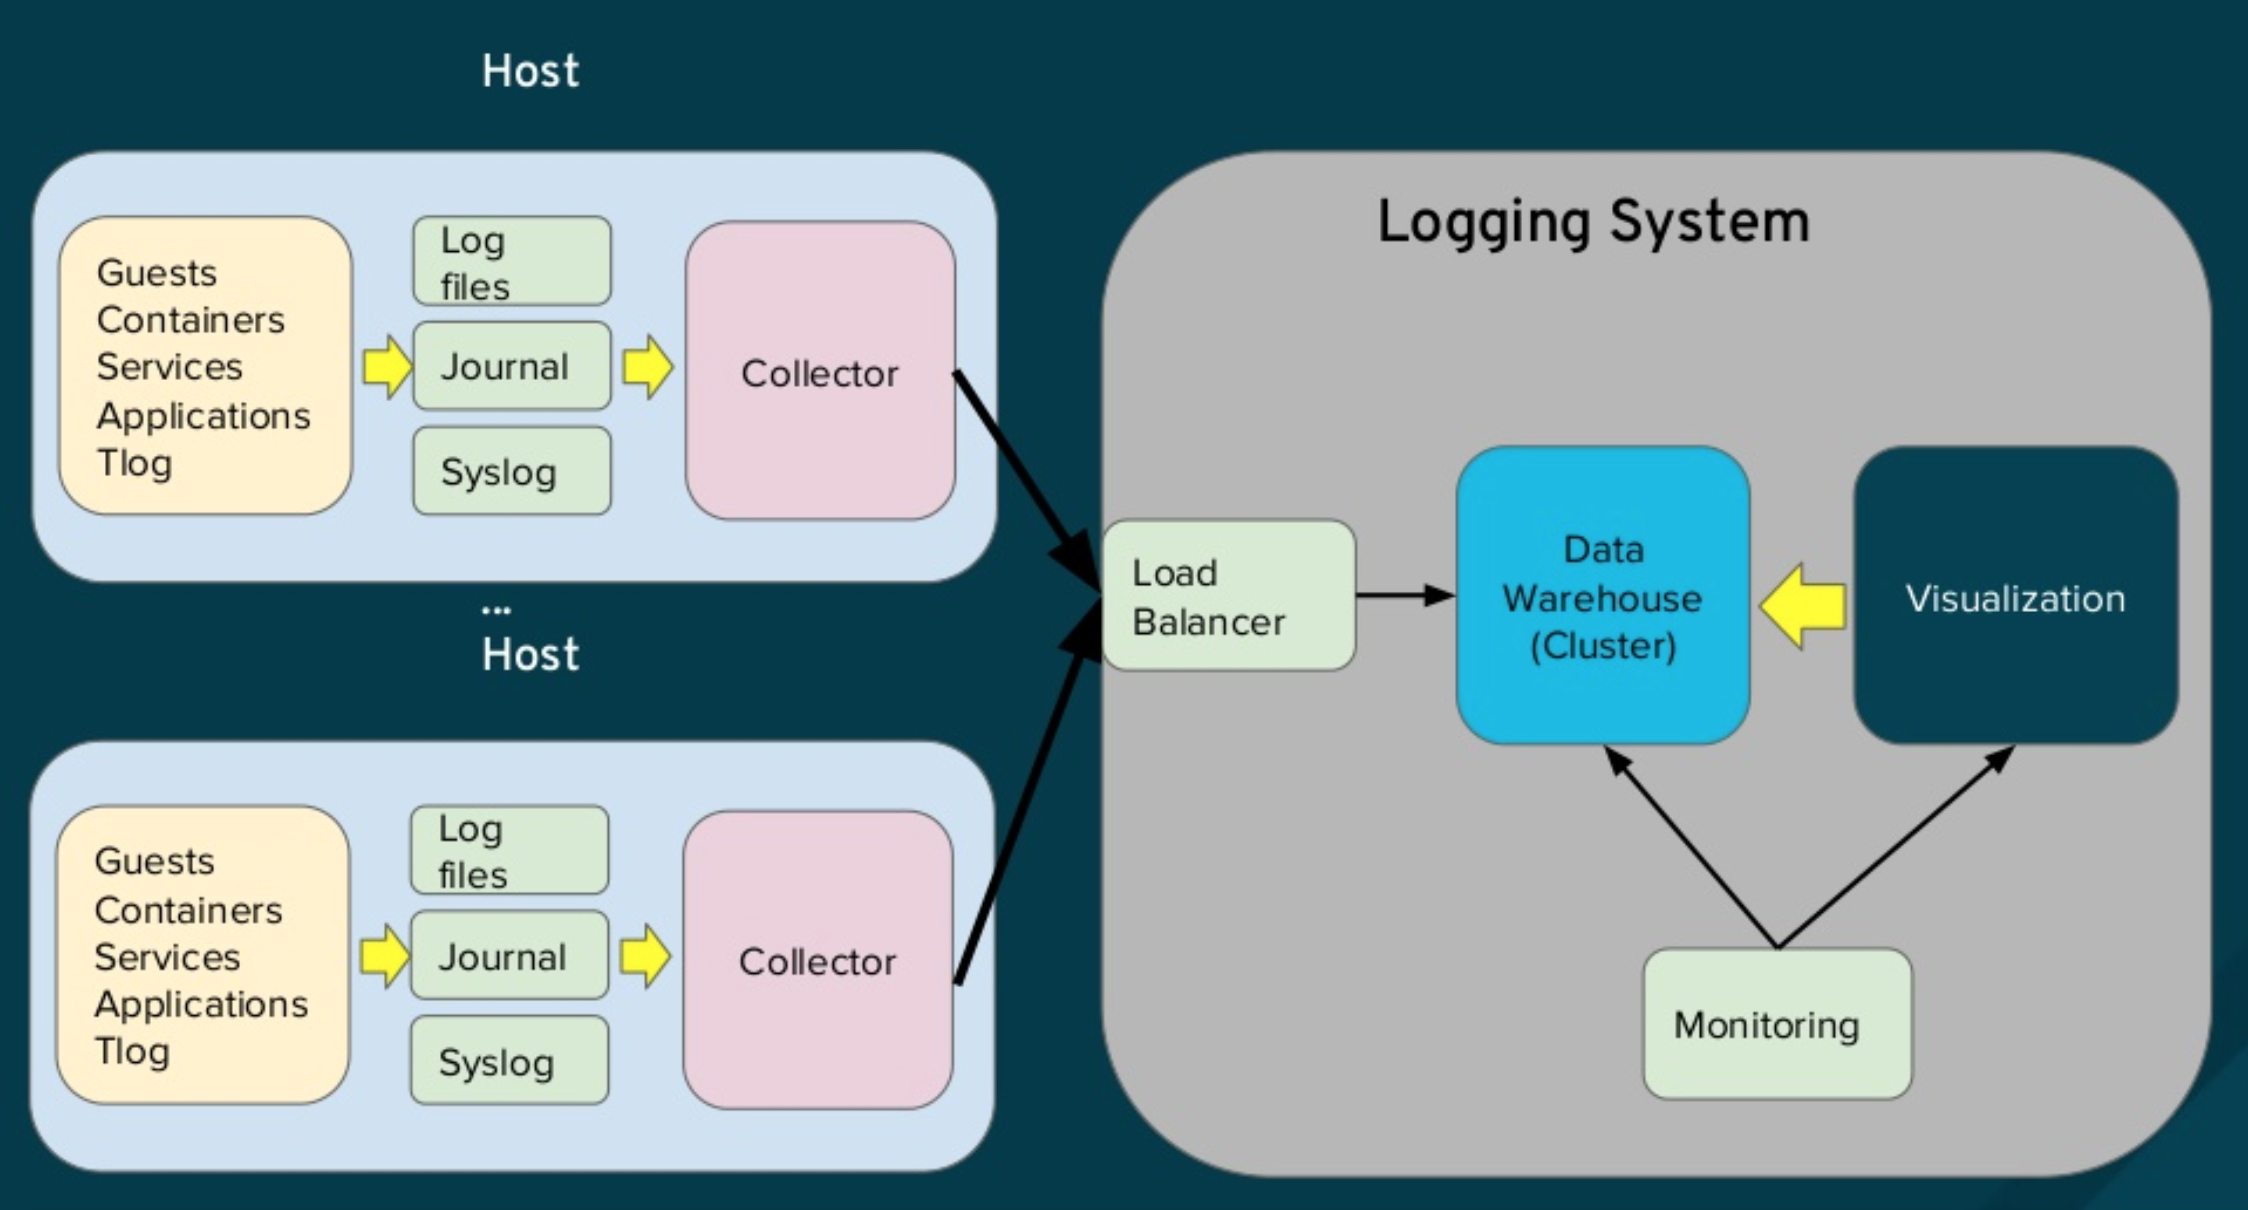 Host
Guests
Containers
Services
Applications
Tlog
Log
files
Journal
Syslog
Collector
...
Host
Guests
Containers
Services
Applications
Tlog
Log
files
Journal
Syslog
Collector
Logging System
Load
Balancer
Data
Warehouse
(Cluster)
Visualization
Monitoring